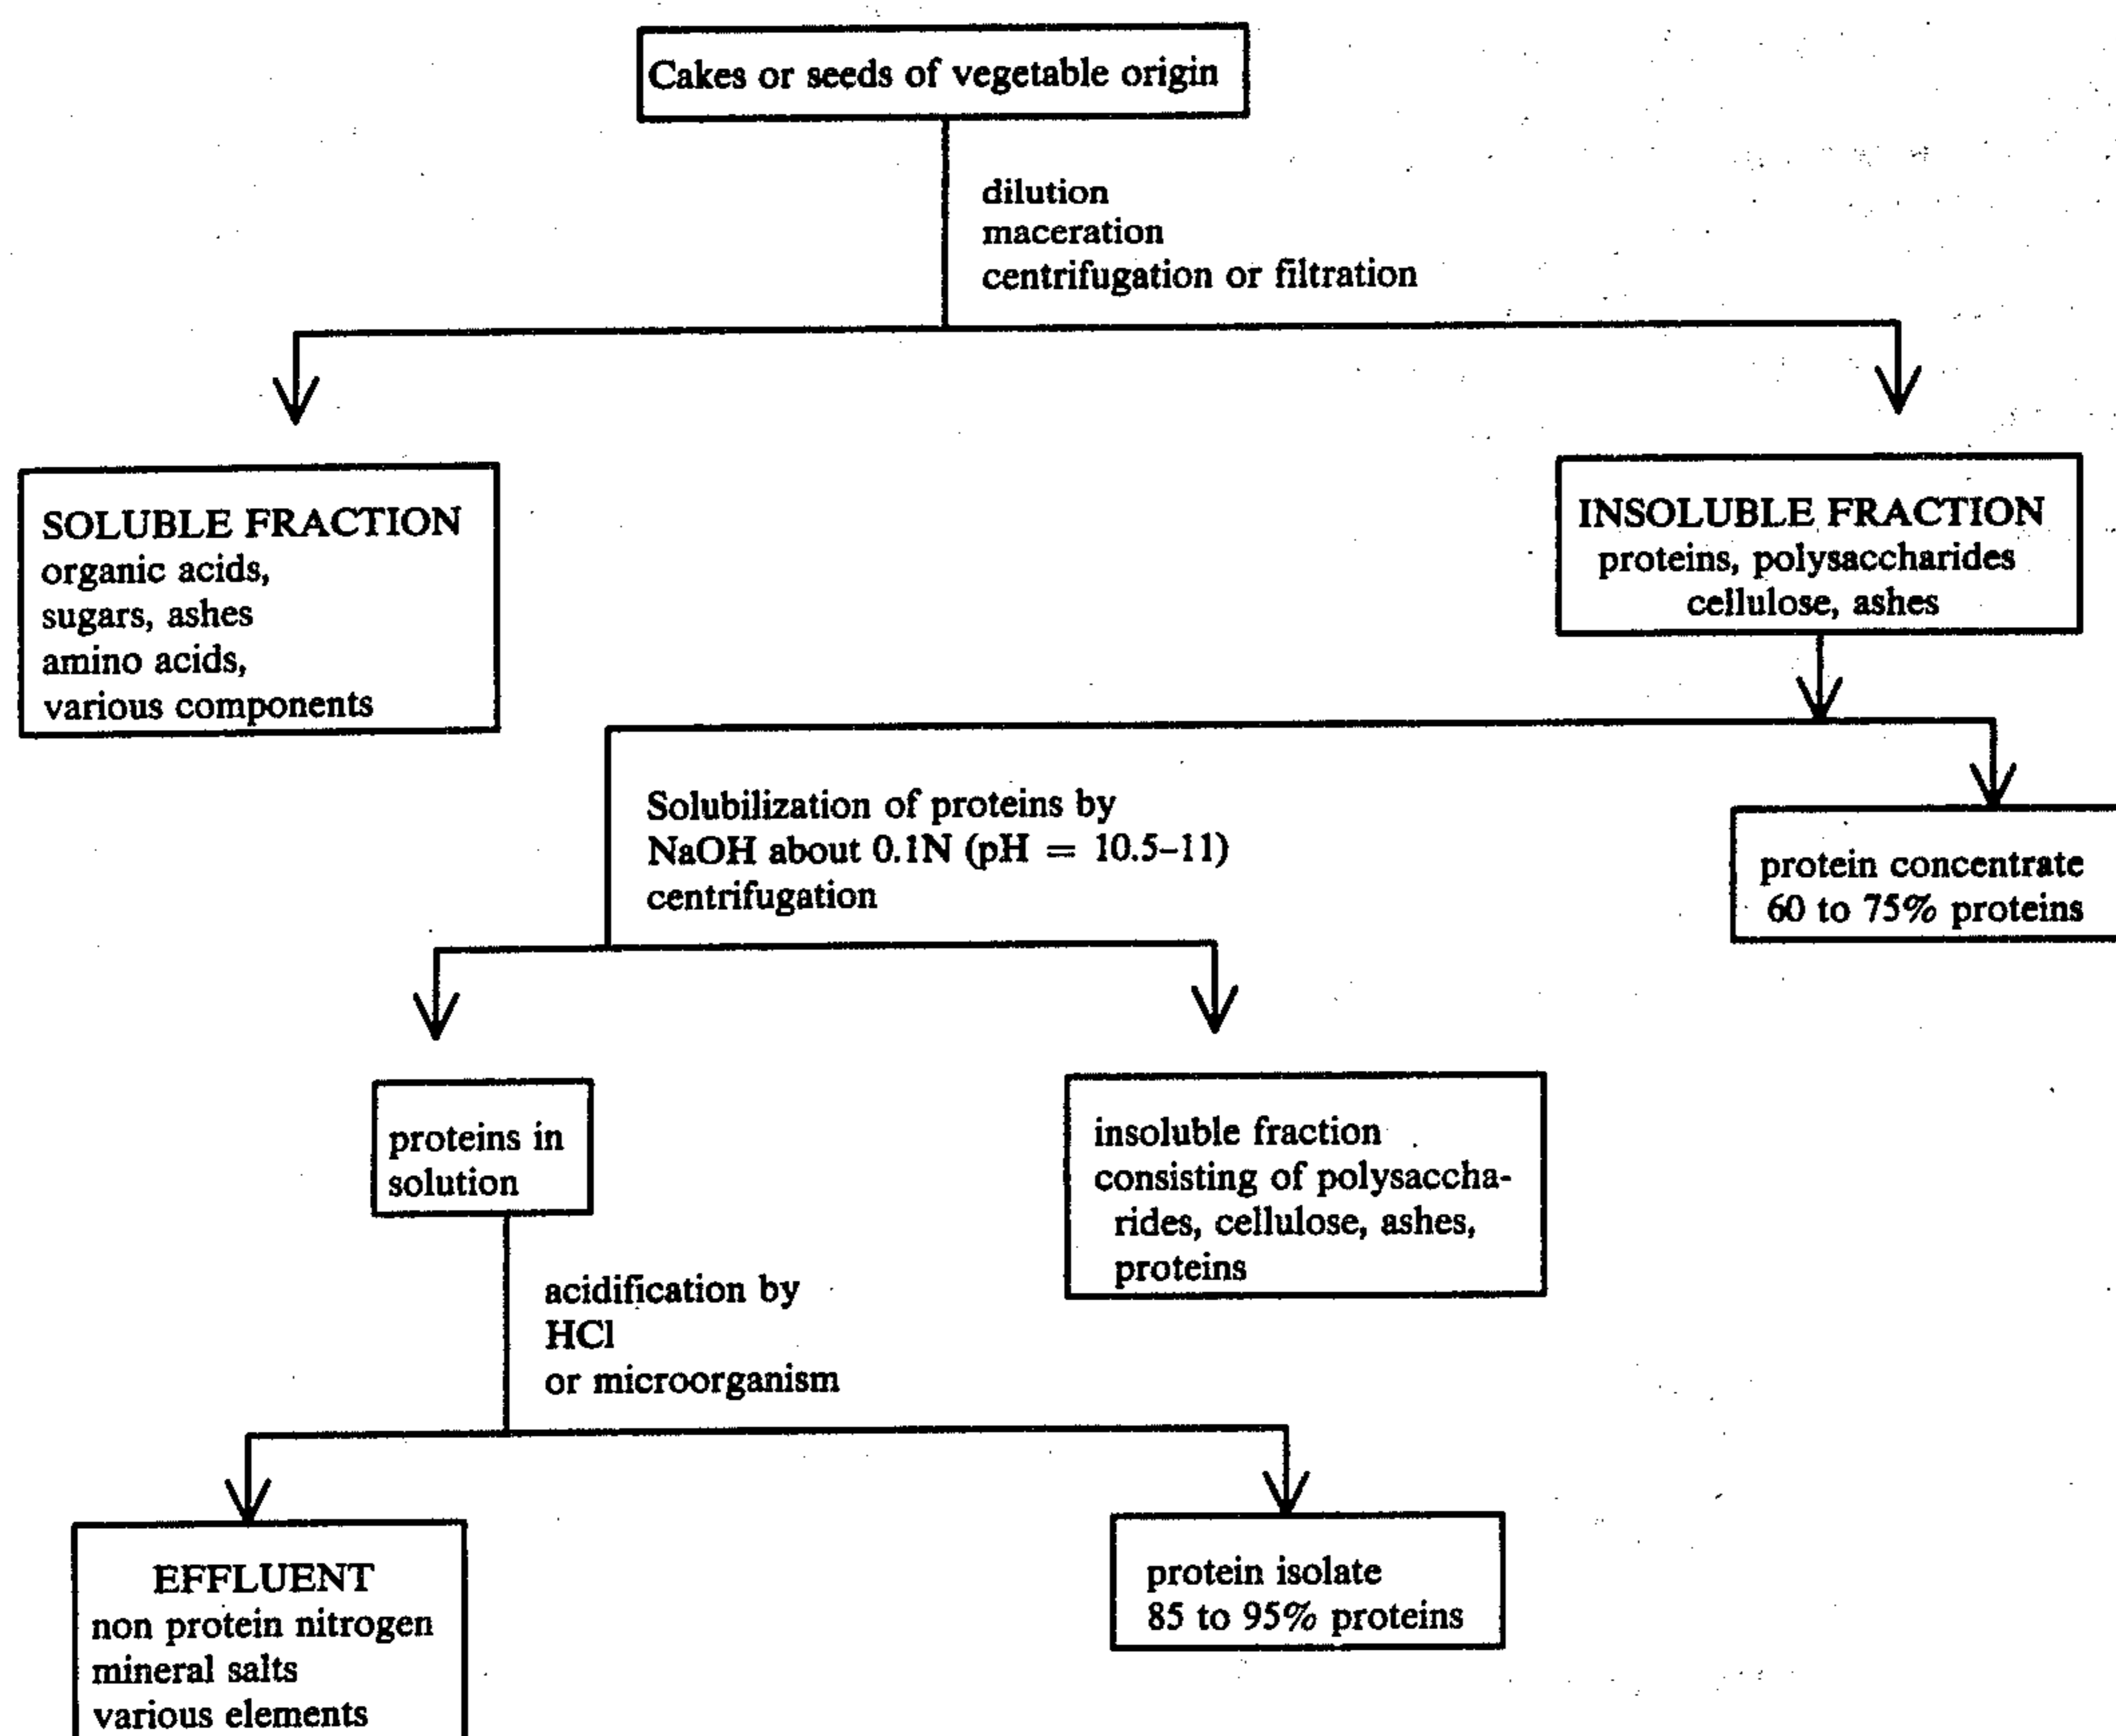 Cakes or seeds of vegetable origin
dilution
maceration
centrifugation or filtration
SOLUBLE FRACTION
organic acids,
sugars, ashes
amino acids,
various components
INSOLUBLE FRACTION
proteins, polysaccharides
cellulose, ashes
Solubilization of proteins by
NaOH about 0.1N (pH = 10.5–11)
centrifugation
protein concentrate
60 to 75% proteins
proteins in
solution
insoluble fraction
consisting of polysaccha-
rides, cellulose, ashes,
proteins
acidification by
HCl
or microorganism
EFFLUENT
non protein nitrogen
mineral salts
various elements
protein isolate
85 to 95% proteins